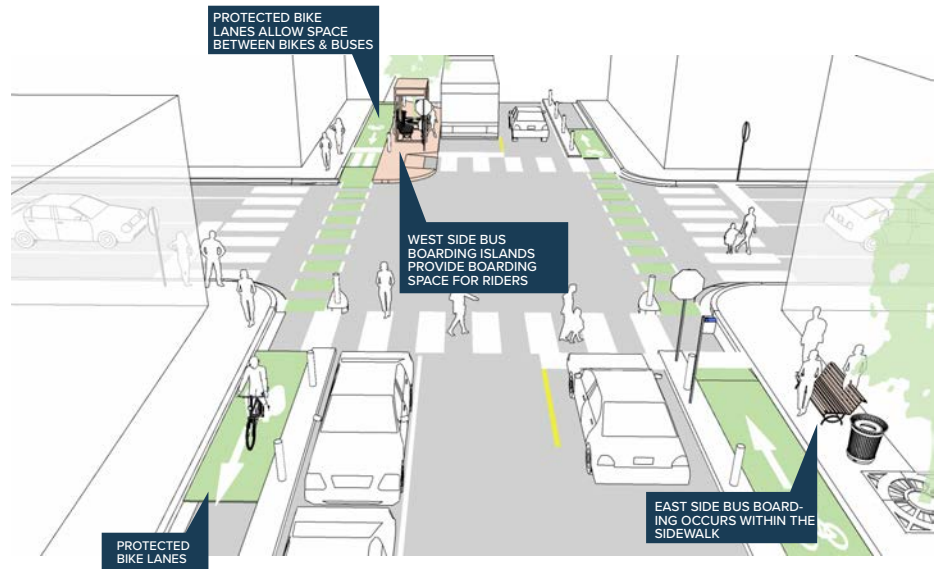 PROTECTED BIKE
LANES ALLOW SPACE
BETWEEN BIKES & BUSES
WEST SIDE BUS
BOARDING ISLANDS
PROVIDE BOARDING
SPACE FOR RIDERS
EAST SIDE BUS BOARD-
ING OCCURS WITHIN THE
SIDEWALK
PROTECTED
BIKE LANES